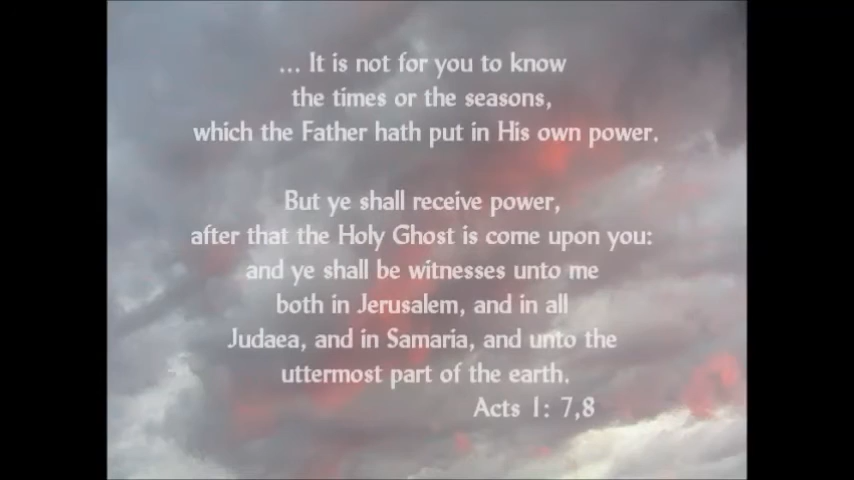 ... It is not for you to know
the times or the seasons,
which the Father hath put in His own power.
But ye shall receive power,
after that the Holy Ghost is come upon you:
and ye shall be witnesses unto me
both in Jerusalem, and in all
Judaea, and in Samaria, and unto the
uttermost part of the earth.
Acts 1: 7,8